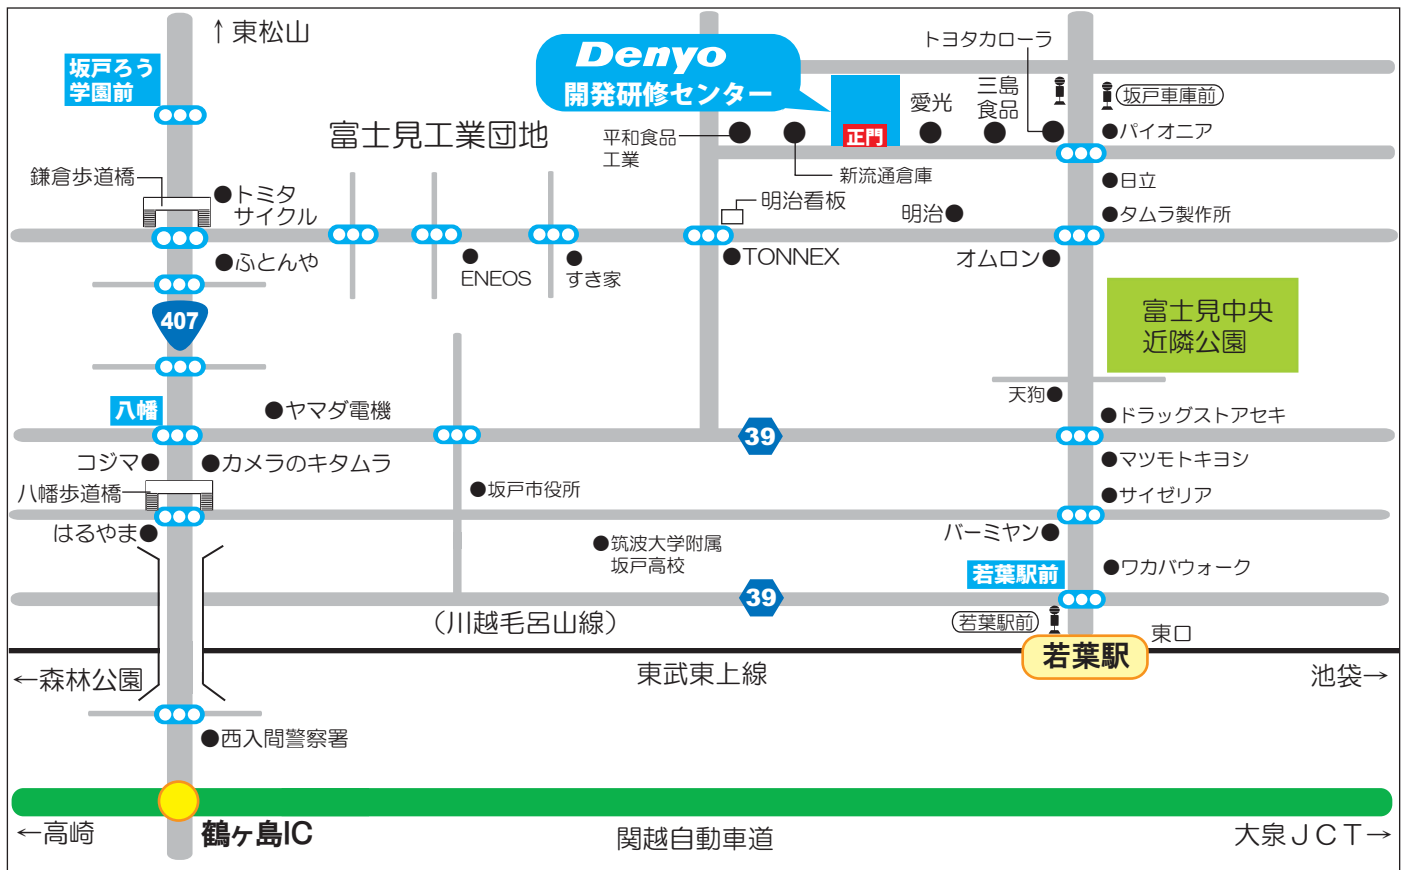 ↑東松山
坂戸ろう
学園前
Denyo
開発研修センター
トヨタカローラ
三島
食品
愛光
坂戸車庫前
パイオニア
富士見工業団地
平和食品
工業
正門
新流通倉庫
鎌倉歩道橋
トミタ
サイクル
日立
明治看板
明治
タムラ製作所
ふとんや
ENEOS
すき家
TONNEX
オムロン
407
富士見中央
近隣公園
天狗
八幡
ヤマダ電機
39
ドラッグストアセキ
コジマ
カメラのキタムラ
マツモトキヨシ
八幡歩道橋
坂戸市役所
サイゼリア
はるやま
筑波大学附属
坂戸高校
バーミヤン
若葉駅前
ワカバウォーク
39
(川越毛呂山線)
若葉駅前
東口
若葉駅
←森林公園
東武東上線
池袋→
西入間警察署
←高崎
鶴ヶ島IC
関越自動車道
大泉JCT→